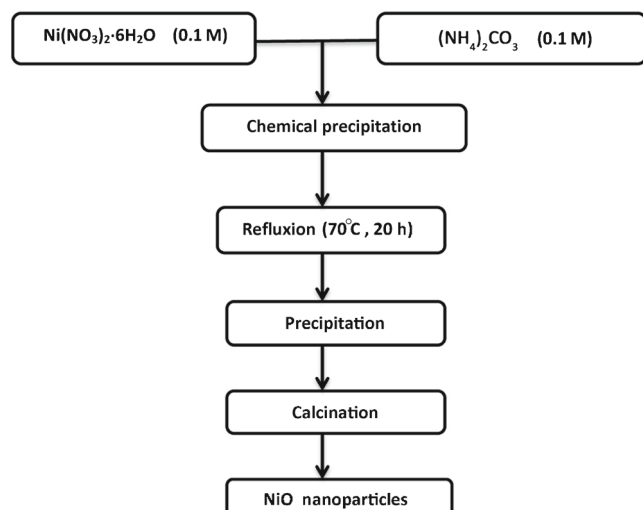 Ni(NO3)2·6H2O (0.1 M)
(NH4)2CO3 (0.1 M)
Chemical precipitation
Refluxion (70°C , 20 h)
Precipitation
Calcination
NiO nanoparticles